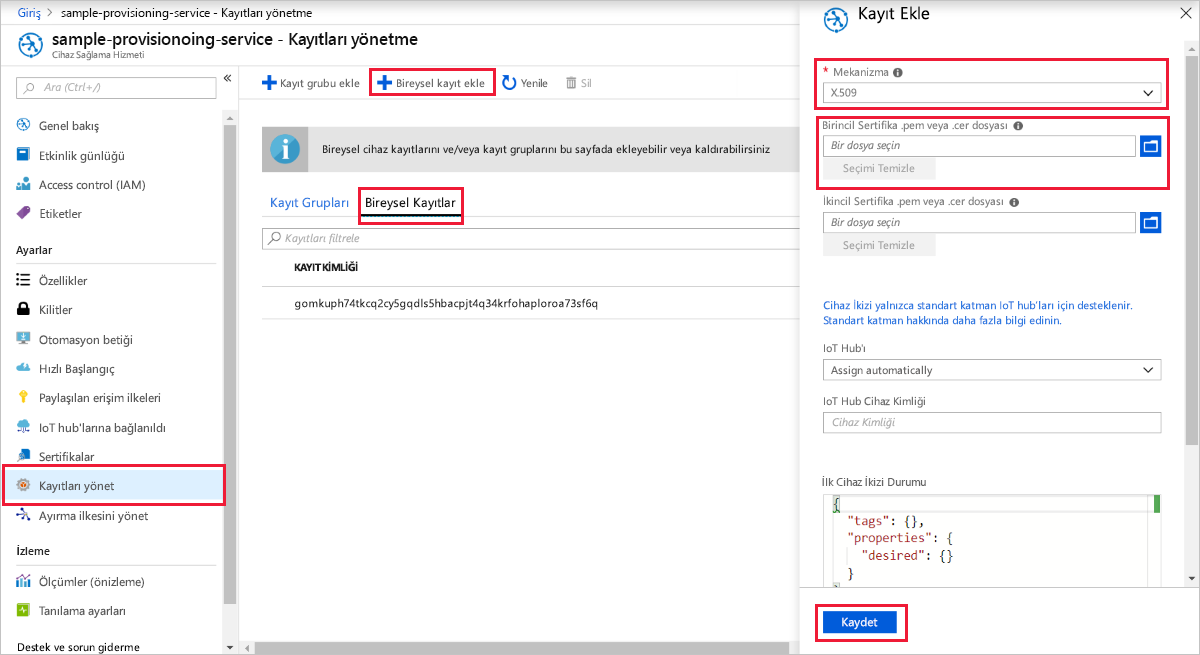 Giriş > sample-provisioning-service - Kayıtları yönetme
sample-provisionoing-service - Kayıtları yönetme
Cihaz Sağlama Hizmeti
Ara (Ctrl+/)
«
Genel bakış
Etkinlik günlüğü
Access control (IAM)
Etiketler
Ayarlar
Özellikler
Kilitler
Otomasyon betiği
Hızlı Başlangıç
Paylaşılan erişim ilkeleri
IoT hub'larına bağlanıldı
Sertifikalar
Kayıtları yönet
Ayırma ilkesini yönet
İzleme
Ölçümler (önizleme)
Tanılama ayarları
Destek ve sorun giderme
Kayıt grubu ekle
Bireysel kayıt ekle
Yenile
Sil
Bireysel cihaz kayıtlarını ve/veya kayıt gruplarını bu sayfada ekleyebilir veya kaldırabilirsiniz
Kayıt Grupları
Bireysel Kayıtlar
Kayıtları filtrele
KAYIT KİMLİĞİ
gomkuph74tkcq2cy5gqdls5hbacpjt4q34krfohaploroa73sf6q
Kayıt Ekle
* Mekanizma
X.509
Birincil Sertifika .pem veya .cer dosyası
Bir dosya seçin
Seçimi Temizle
İkincil Sertifika .pem veya .cer dosyası
Bir dosya seçin
Seçimi Temizle
Cihaz İkizi yalnızca standart katman IoT hub'ları için desteklenir.
Standart katman hakkında daha fazla bilgi edinin.
IoT Hub'ı
Assign automatically
IoT Hub Cihaz Kimliği
Cihaz Kimliği
İlk Cihaz İkizi Durumu
{
"tags": {},
"properties": {
"desired": {}
}
}
Kaydet